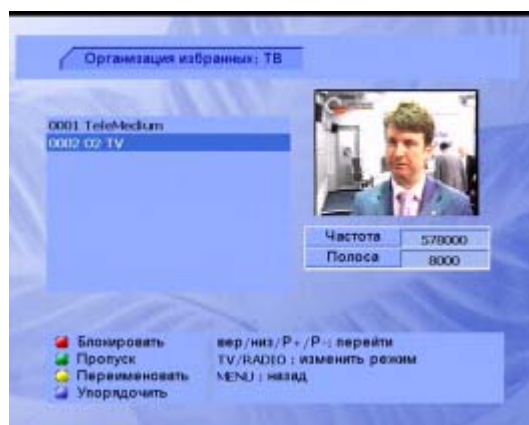 Организация избранных: ТВ
0001 TeleMedium
0002 O2 TV
Частота 578000
Полоса 8000
Блокировать
Пропуск
Переименовать
Упорядочить
вер/низ/P+/P-: перейти
TV/RADIO : изменить режим
MENU : назад